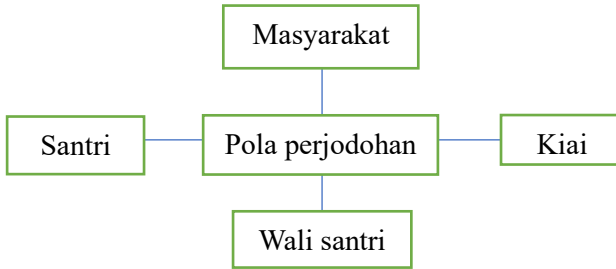 Masyarakat
Santri
Pola perjodohan
Kiai
Wali santri